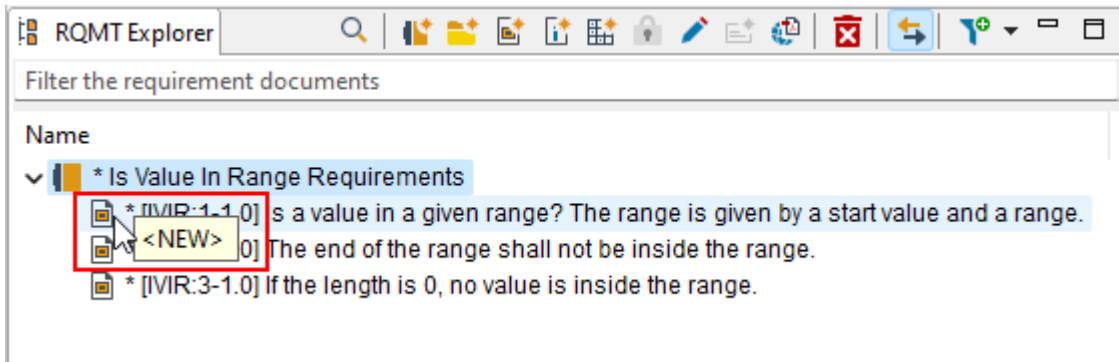 RQMT Explorer
Filter the requirement documents
Name
* Is Value In Range Requirements
* [IVIR:1-1.0] Is a value in a given range? The range is given by a start value and a range.
<NEW>
0] The end of the range shall not be inside the range.
* [IVIR:3-1.0] If the length is 0, no value is inside the range.